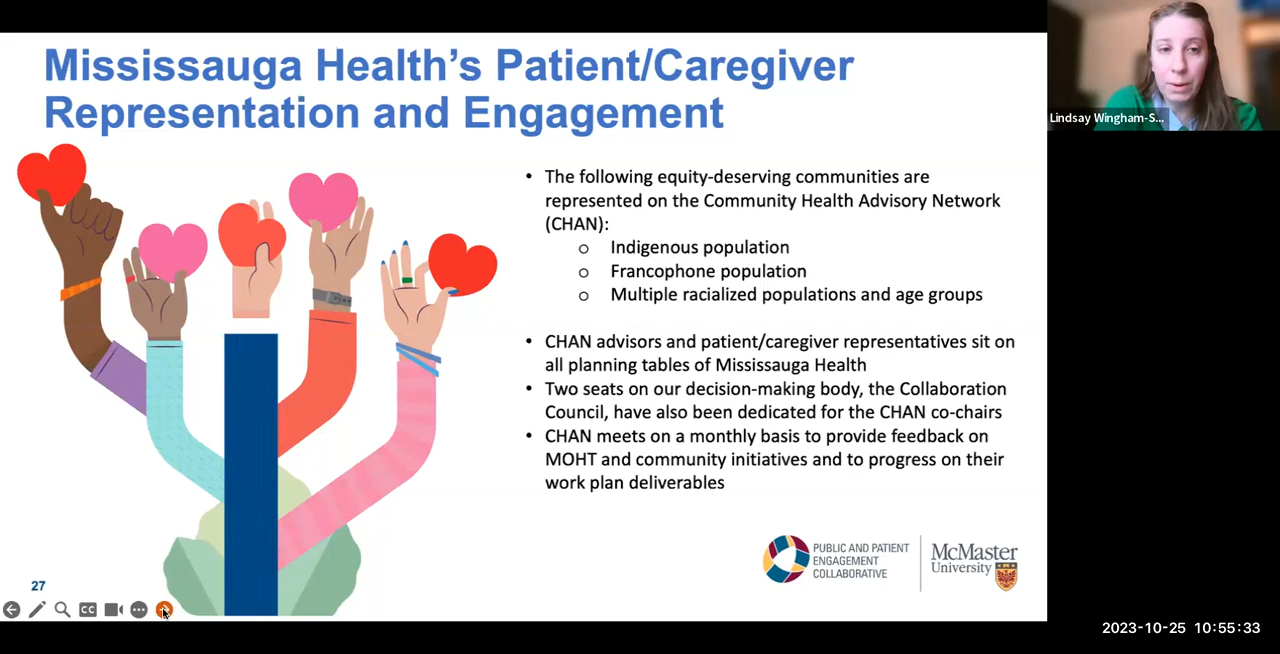 Mississauga Health's Patient/Caregiver
Representation and Engagement
• The following equity-deserving communities are
represented on the Community Health Advisory Network
(CHAN):
o Indigenous population
o Francophone population
o Multiple racialized populations and age groups
• CHAN advisors and patient/caregiver representatives sit on
all planning tables of Mississauga Health
• Two seats on our decision-making body, the Collaboration
Council, have also been dedicated for the CHAN co-chairs
• CHAN meets on a monthly basis to provide feedback on
MOHT and community initiatives and to progress on their
work plan deliverables
PUBLIC AND PATIENT
ENGAGEMENT
COLLABORATIVE
McMaster
University
27
CC
Lindsay Wingham-S...
2023-10-25 10:55:33